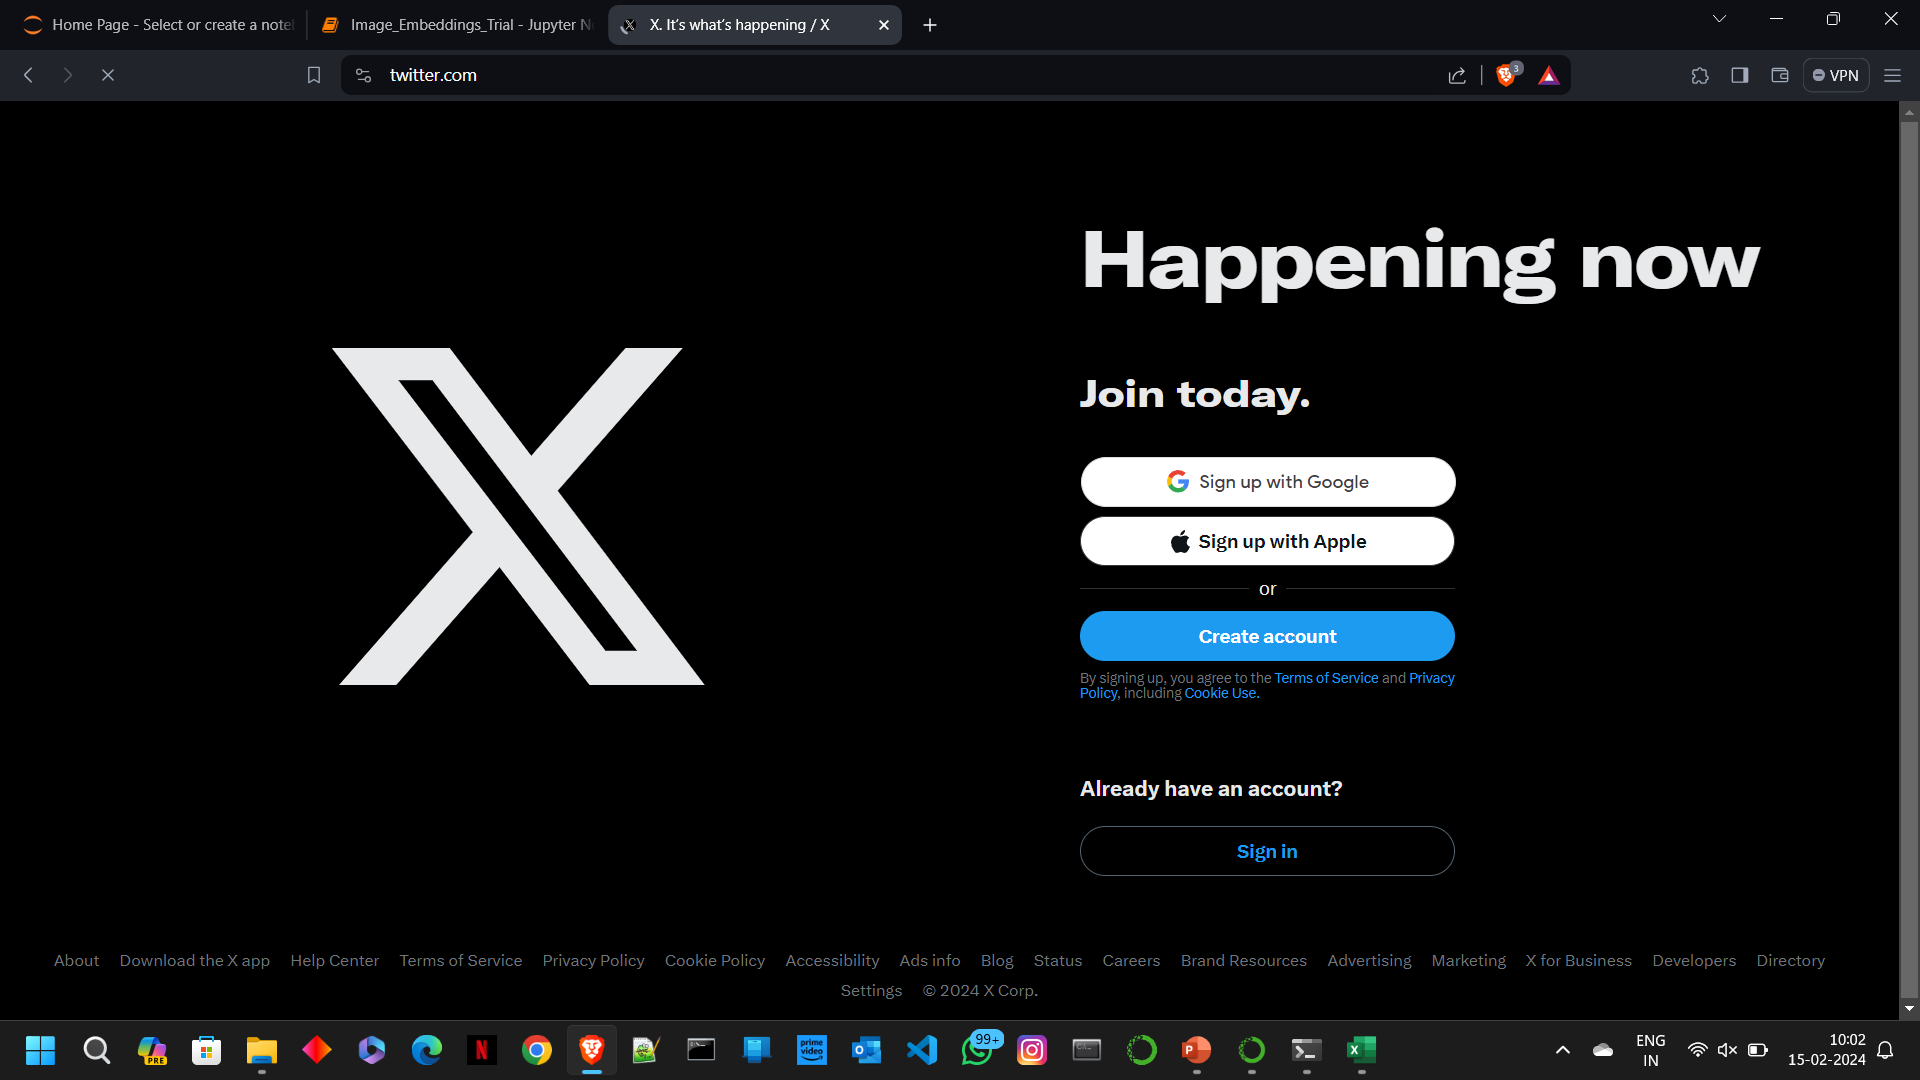 Home Page - Select or create a note
Image_Embeddings_Trial - Jupyter N
X. It's what's happening / X
twitter.com
3
VPN
Happening now
Join today.
Sign up with Google
Sign up with Apple
or
Create account
By signing up, you agree to the Terms of Service and Privacy
Policy, including Cookie Use.
Already have an account?
Sign in
About Download the X app Help Center Terms of Service Privacy Policy Cookie Policy Accessibility Ads info Blog Status Careers Brand Resources Advertising Marketing X for Business Developers Directory
Settings © 2024 X Corp.
PRE
prime
video
99+
ENG
IN
10:02
15-02-2024